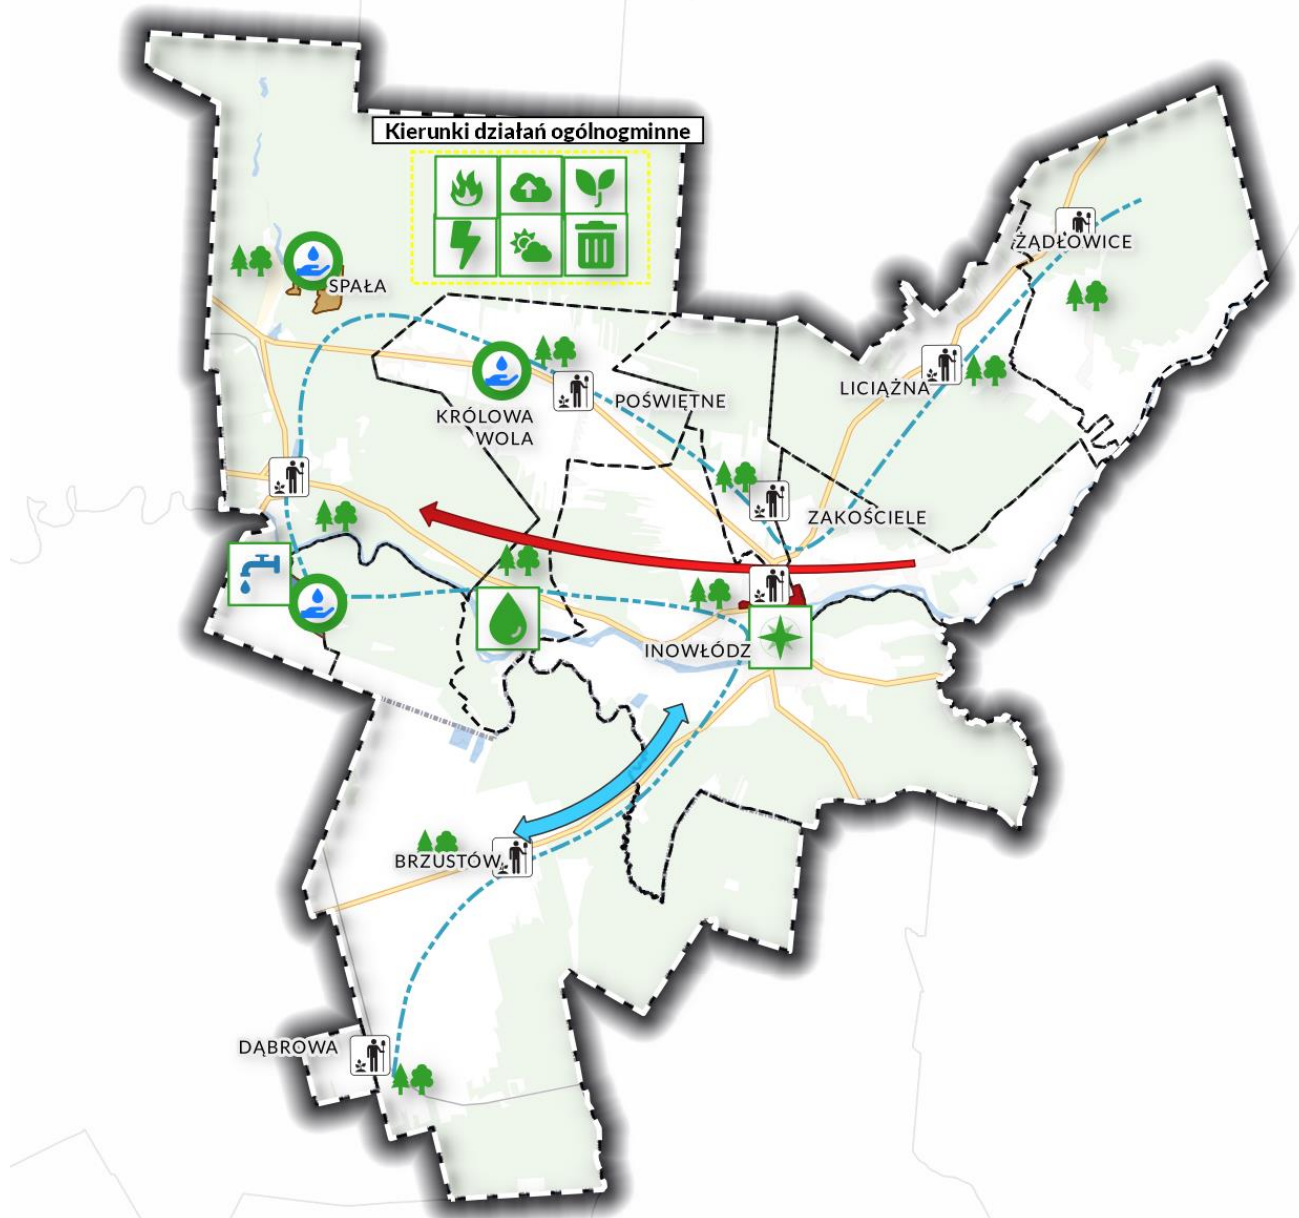 Kierunki działań ogólnogminne
ŻĄDŁOWICE
SPAŁA
LICIĄŻNA
POŚWIĘTNE
KRÓLOWA
WOLA
ZAKOŚCIELE
INOWŁÓDZ
BRZUSTÓW
DĄBROWA